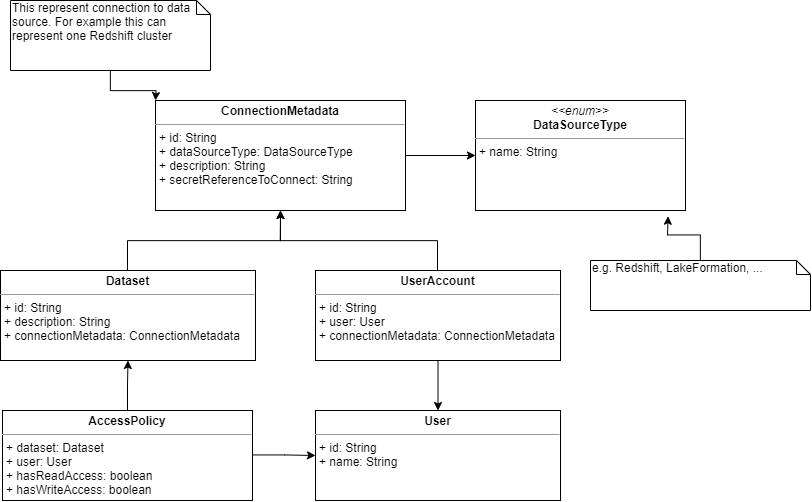 This represent connection to data
source. For example this can
represent one Redshift cluster
ConnectionMetadata
+ id: String
+ dataSourceType: DataSourceType
+ description: String
+ secretReferenceToConnect: String
<<enum>>
DataSourceType
+ name: String
e.g. Redshift, LakeFormation, ...
Dataset
+ id: String
+ description: String
+ connectionMetadata: ConnectionMetadata
UserAccount
+ id: String
+ user: User
+ connectionMetadata: ConnectionMetadata
AccessPolicy
+ dataset: Dataset
+ user: User
+ hasReadAccess: boolean
+ hasWriteAccess: boolean
User
+ id: String
+ name: String